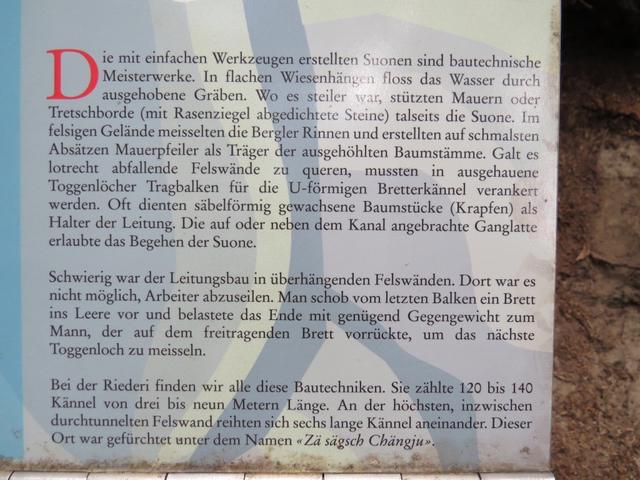 Die mit einfachen Werkzeugen erstellten Suonen sind bautechnische
Meisterwerke. In flachen Wiesenhängen floss das Wasser durch
ausgehobene Gräben. Wo es steiler war, stützten Mauern oder
Tretschborde (mit Rasenziegel abgedichtete Steine) talseits die Suone. Im
felsigen Gelände meisselten die Bergler Rinnen und erstellten auf schmalsten
Absätzen Mauerpfeiler als Träger der ausgehöhlten Baumstämme. Galt es
lotrecht abfallende Felswände zu queren, mussten in ausgehauene
Toggenlöcher Tragbalken für die U-förmigen Bretterkännel verankert
werden. Oft dienten säbelförmig gewachsene Baumstücke (Krapfen) als
Halter der Leitung. Die auf oder neben dem Kanal angebrachte Ganglatte
erlaubte das Begehen der Suone.
Schwierig war der Leitungsbau in überhängenden Felswänden. Dort war es
nicht möglich, Arbeiter abzuseilen. Man schob vom letzten Balken ein Brett
ins Leere vor und belastete das Ende mit genügend Gegengewicht zum
Mann, der auf dem freitragenden Brett vorrückte, um das nächste
Toggenloch zu meisseln.
Bei der Riederi finden wir alle diese Bautechniken. Sie zählte 120 bis 140
Kännel von drei bis neun Metern Länge. An der höchsten, inzwischen
durchtunnelten Felswand reihten sich sechs lange Kännel aneinander. Dieser
Ort war gefürchtet unter dem Namen «Zä sägsch Chängju».